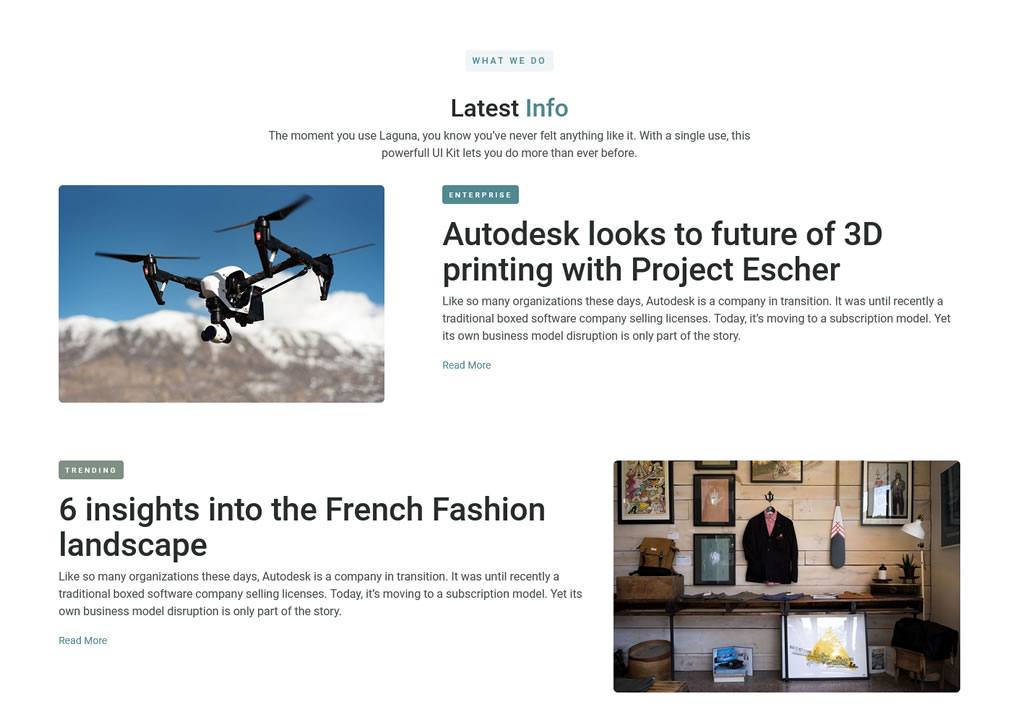 WHAT WE DO
Latest Info
The moment you use Laguna, you know you've never felt anything like it. With a single use, this
powerfull UI Kit lets you do more than ever before.
ENTERPRISE
Autodesk looks to future of 3D
printing with Project Escher
Like so many organizations these days, Autodesk is a company in transition. It was until recently a
traditional boxed software company selling licenses. Today, it's moving to a subscription model. Yet
its own business model disruption is only part of the story.
Read More
TRENDING
6 insights into the French Fashion
landscape
Like so many organizations these days, Autodesk is a company in transition. It was until recently a
traditional boxed software company selling licenses. Today, it's moving to a subscription model. Yet its
own business model disruption is only part of the story.
Read More